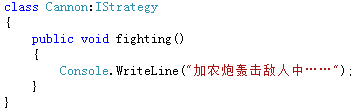 class Cannon:IStrategy
{
public void fighting()
{
Console.WriteLine("加农炮轰击敌人中……");
}
}